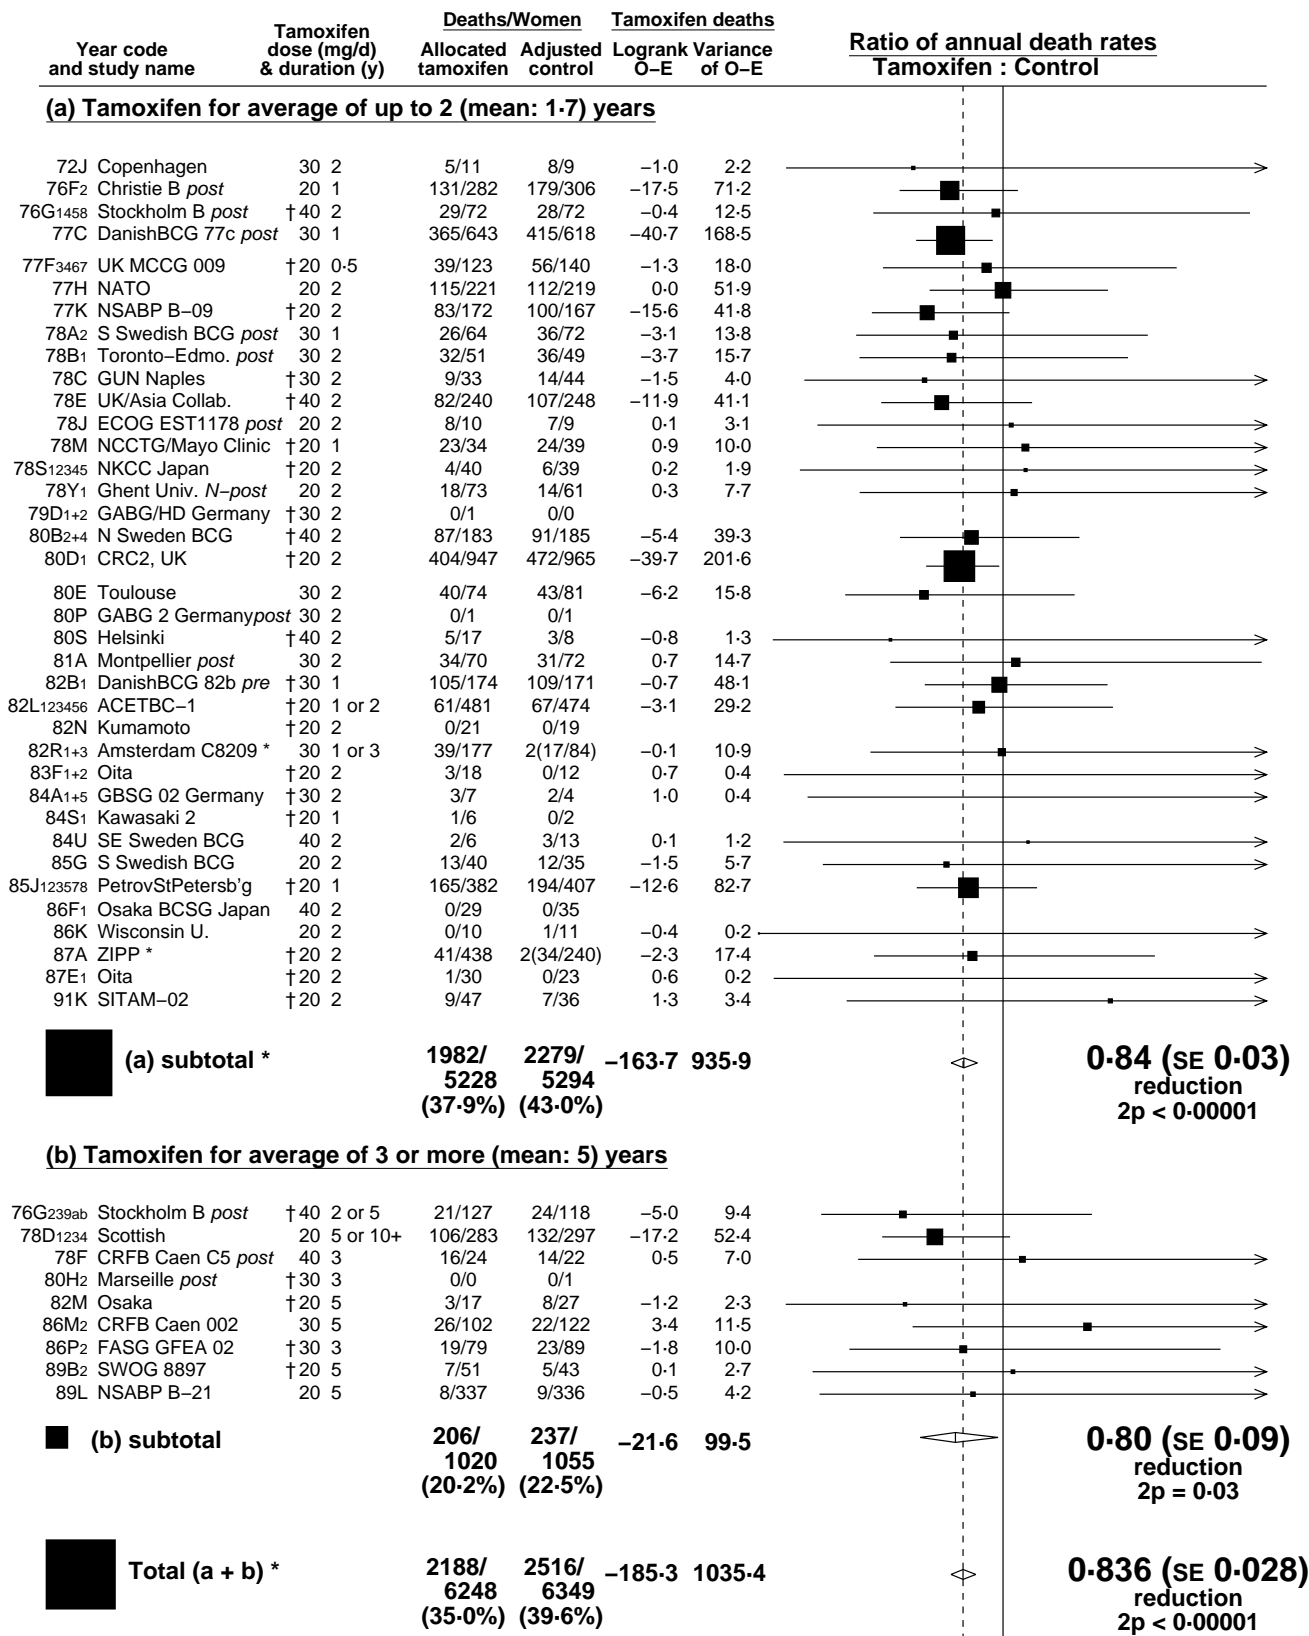 Deaths/Women Tamoxifen deaths
Year code and study name Tamoxifen dose (mg/d) & duration (y) Allocated tamoxifen Adjusted control Logrank O–E Variance of O–E Ratio of annual death rates Tamoxifen : Control
(a) Tamoxifen for average of up to 2 (mean: 1·7) years
72J Copenhagen 30 2 5/11 8/9 −1·0 2·2
76F2 Christie B post 20 1 131/282 179/306 −17·5 71·2
76G1458 Stockholm B post †40 2 29/72 28/72 −0·4 12·5
77C DanishBCG 77c post 30 1 365/643 415/618 −40·7 168·5
77F3467 UK MCCG 009 †20 0·5 39/123 56/140 −1·3 18·0
77H NATO 20 2 115/221 112/219 0·0 51·9
77K NSABP B−09 †20 2 83/172 100/167 −15·6 41·8
78A2 S Swedish BCG post 30 1 26/64 36/72 −3·1 13·8
78B1 Toronto−Edmo. post 30 2 32/51 36/49 −3·7 15·7
78C GUN Naples †30 2 9/33 14/44 −1·5 4·0
78E UK/Asia Collab. †40 2 82/240 107/248 −11·9 41·1
78J ECOG EST1178 post 20 2 8/10 7/9 0·1 3·1
78M NCCTG/Mayo Clinic †20 1 23/34 24/39 0·9 10·0
78S12345 NKCC Japan †20 2 4/40 6/39 0·2 1·9
78Y1 Ghent Univ. N−post 20 2 18/73 14/61 0·3 7·7
79D1+2 GABG/HD Germany †30 2 0/1 0/0
80B2+4 N Sweden BCG †40 2 87/183 91/185 −5·4 39·3
80D1 CRC2, UK †20 2 404/947 472/965 −39·7 201·6
80E Toulouse 30 2 40/74 43/81 −6·2 15·8
80P GABG 2 Germanypost 30 2 0/1 0/1
80S Helsinki †40 2 5/17 3/8 −0·8 1·3
81A Montpellier post 30 2 34/70 31/72 0·7 14·7
82B1 DanishBCG 82b pre †30 1 105/174 109/171 −0·7 48·1
82L123456 ACETBC−1 †20 1 or 2 61/481 67/474 −3·1 29·2
82N Kumamoto †20 2 0/21 0/19
82R1+3 Amsterdam C8209 * 30 1 or 3 39/177 2(17/84) −0·1 10·9
83F1+2 Oita †20 2 3/18 0/12 0·7 0·4
84A1+5 GBSG 02 Germany †30 2 3/7 2/4 1·0 0·4
84S1 Kawasaki 2 †20 1 1/6 0/2
84U SE Sweden BCG 40 2 2/6 3/13 0·1 1·2
85G S Swedish BCG 20 2 13/40 12/35 −1·5 5·7
85J123578 PetrovStPetersb'g †20 1 165/382 194/407 −12·6 82·7
86F1 Osaka BCSG Japan 40 2 0/29 0/35
86K Wisconsin U. 20 2 0/10 1/11 −0·4 0·2
87A ZIPP * †20 2 41/438 2(34/240) −2·3 17·4
87E1 Oita †20 2 1/30 0/23 0·6 0·2
91K SITAM−02 †20 2 9/47 7/36 1·3 3·4
(a) subtotal * 1982/5228 (37·9%) 2279/5294 (43·0%) −163·7 935·9 0·84 (SE 0·03)
reduction
2p < 0·00001
(b) Tamoxifen for average of 3 or more (mean: 5) years
76G239ab Stockholm B post †40 2 or 5 21/127 24/118 −5·0 9·4
78D1234 Scottish 20 5 or 10+ 106/283 132/297 −17·2 52·4
78F CRFB Caen C5 post 40 3 16/24 14/22 0·5 7·0
80H2 Marseille post †30 3 0/0 0/1
82M Osaka †20 5 3/17 8/27 −1·2 2·3
86M2 CRFB Caen 002 30 5 26/102 22/122 3·4 11·5
86P2 FASG GFEA 02 †30 3 19/79 23/89 −1·8 10·0
89B2 SWOG 8897 †20 5 7/51 5/43 0·1 2·7
89L NSABP B−21 20 5 8/337 9/336 −0·5 4·2
(b) subtotal 206/1020 (20·2%) 237/1055 (22·5%) −21·6 99·5 0·80 (SE 0·09)
reduction
2p = 0·03
Total (a + b) * 2188/6248 (35·0%) 2516/6349 (39·6%) −185·3 1035·4 0·836 (SE 0·028)
reduction
2p < 0·00001